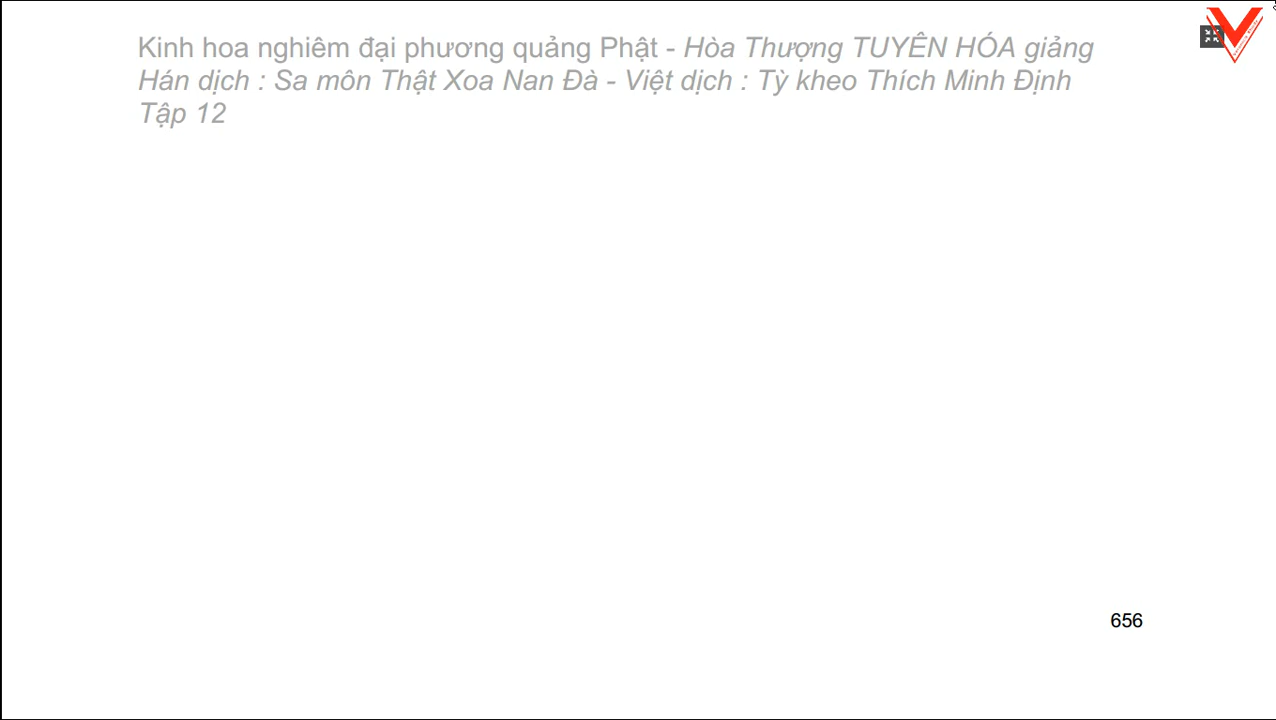 Kinh hoa nghiêm đại phương quảng Phật - Hòa Thượng TUYÊN HÓA giảng
Hán dịch : Sa môn Thật Xoa Nan Đà - Việt dịch : Tỳ kheo Thích Minh Định
Tập 12
656